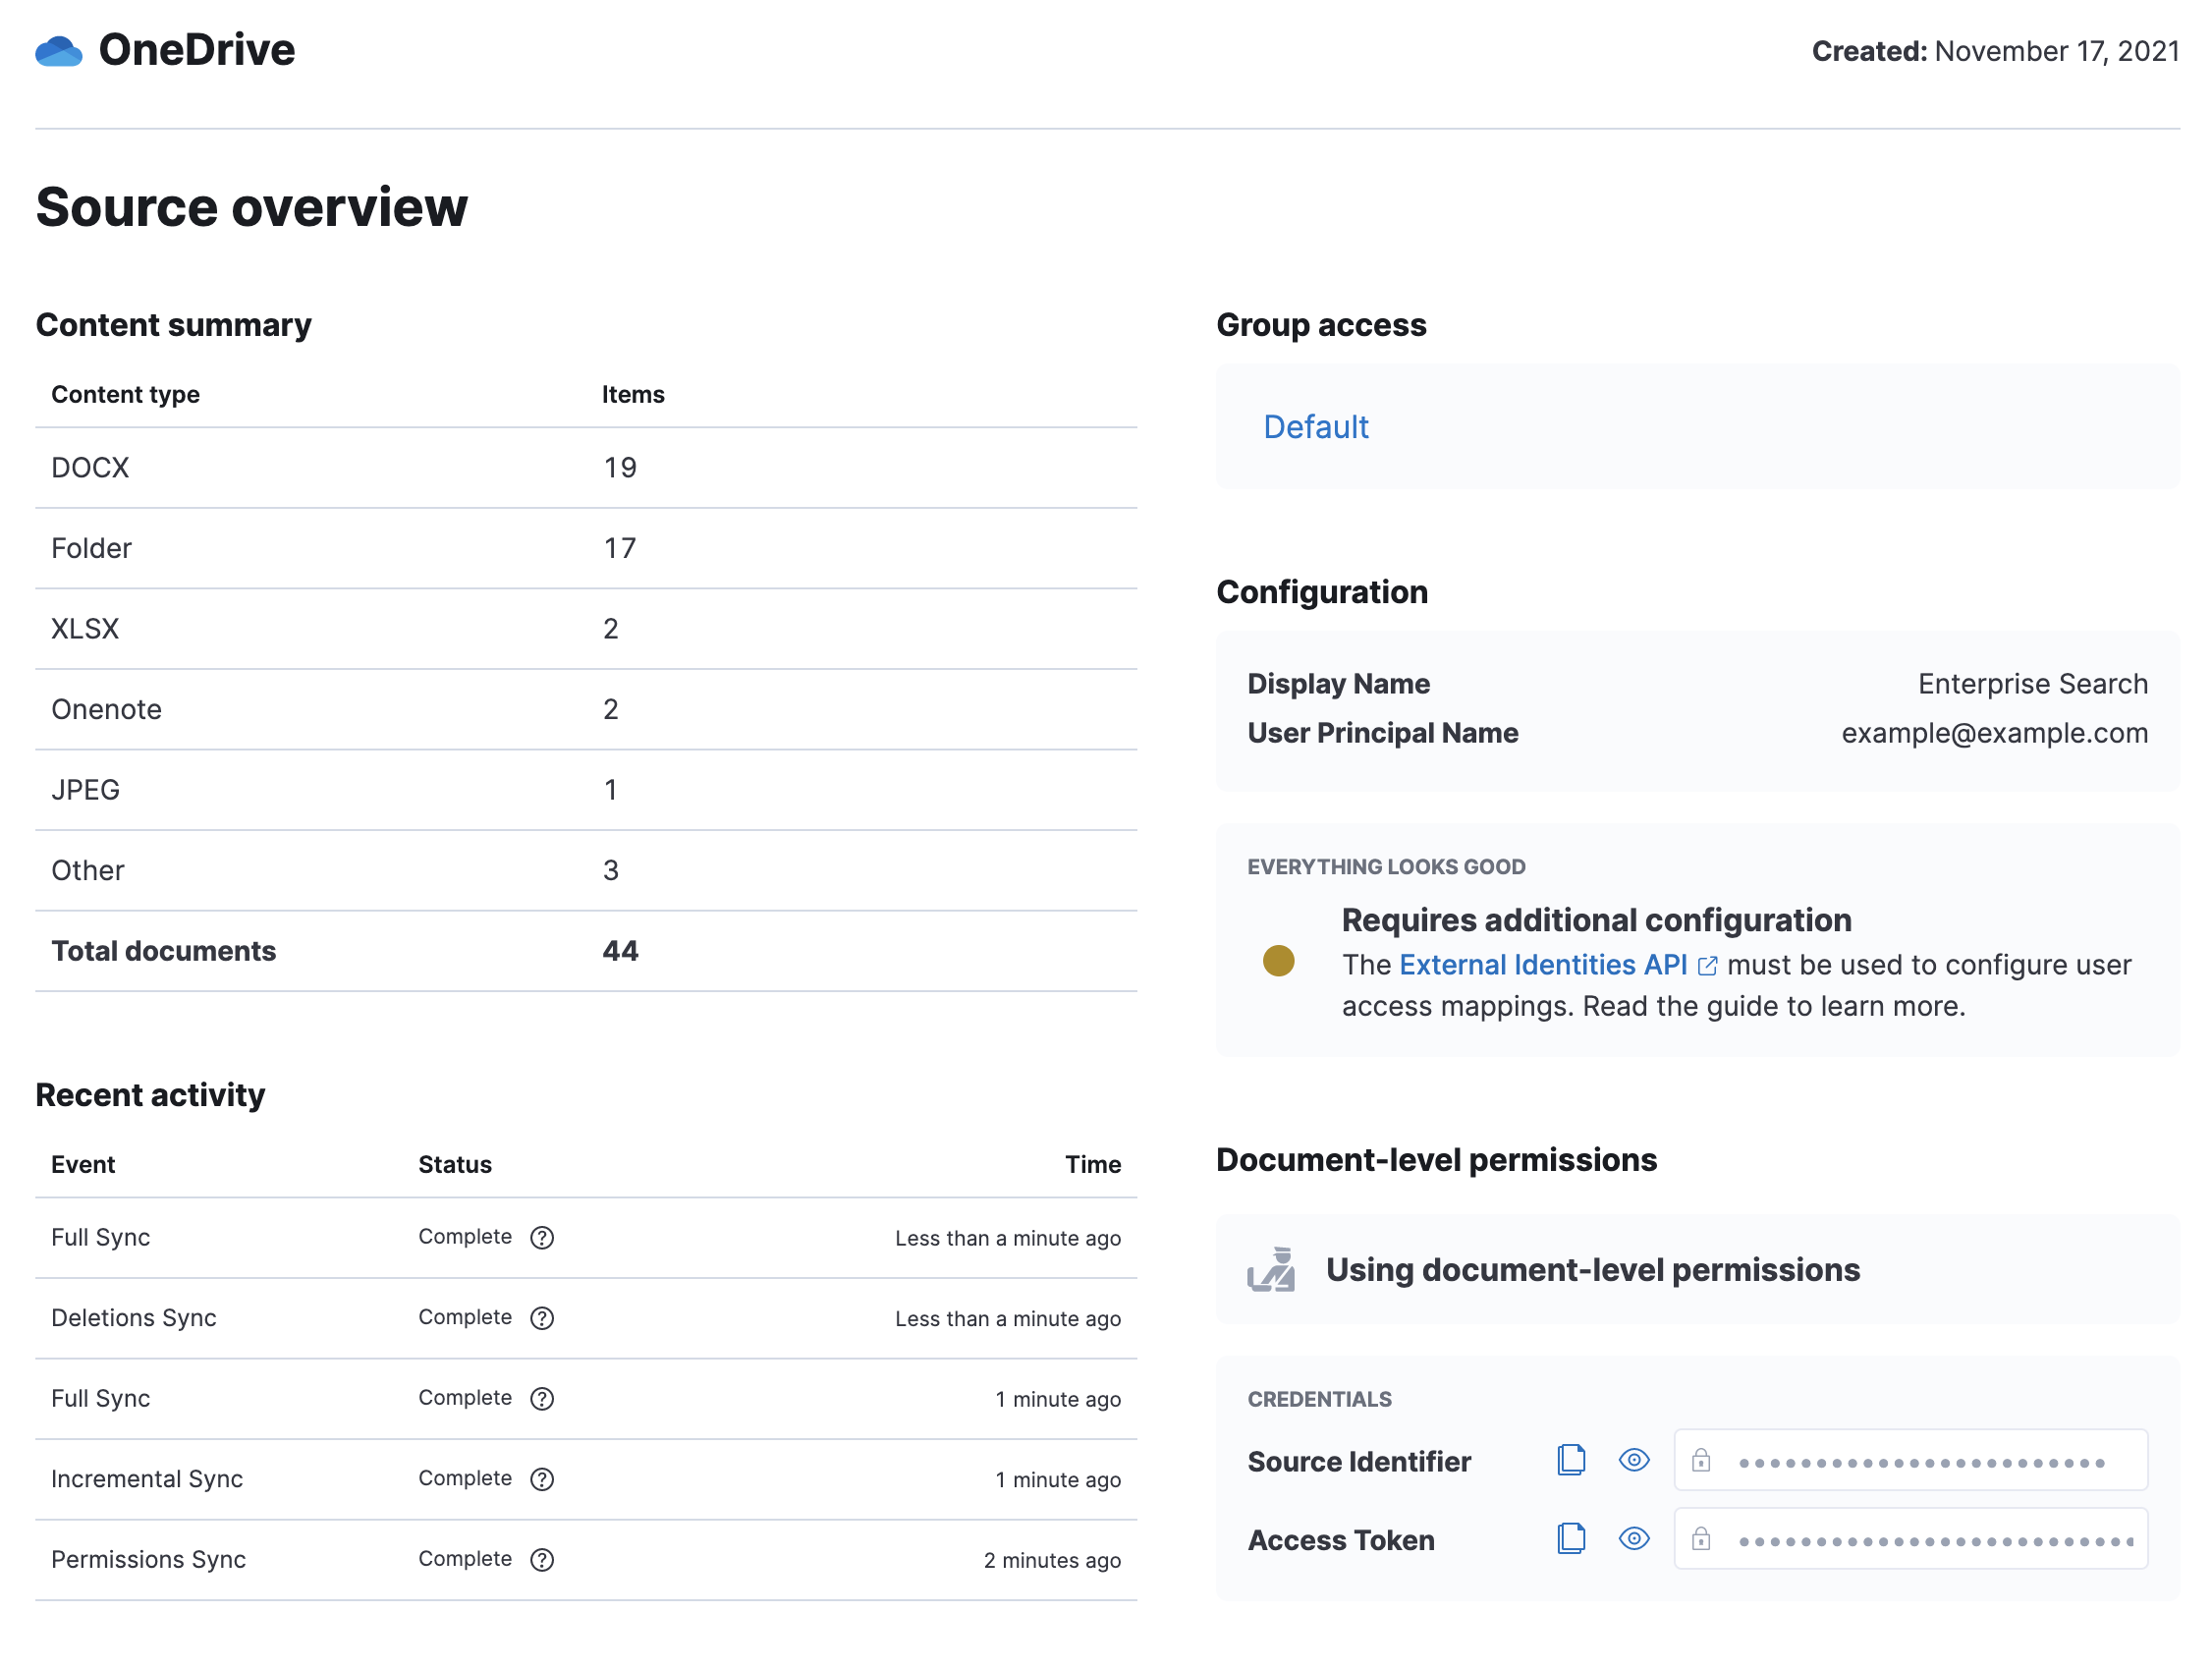 OneDrive
Created: November 17, 2021
Source overview
Content summary
Content type Items
DOCX 19
Folder 17
XLSX 2
Onenote 2
JPEG 1
Other 3
Total documents 44
Recent activity
Event Status Time
Full Sync Complete ? Less than a minute ago
Deletions Sync Complete ? Less than a minute ago
Full Sync Complete ? 1 minute ago
Incremental Sync Complete ? 1 minute ago
Permissions Sync Complete ? 2 minutes ago
Group access
Default
Configuration
Display Name Enterprise Search
User Principal Name example@example.com
EVERYTHING LOOKS GOOD
Requires additional configuration
The External Identities API must be used to configure user
access mappings. Read the guide to learn more.
Document-level permissions
Using document-level permissions
CREDENTIALS
Source Identifier
Access Token